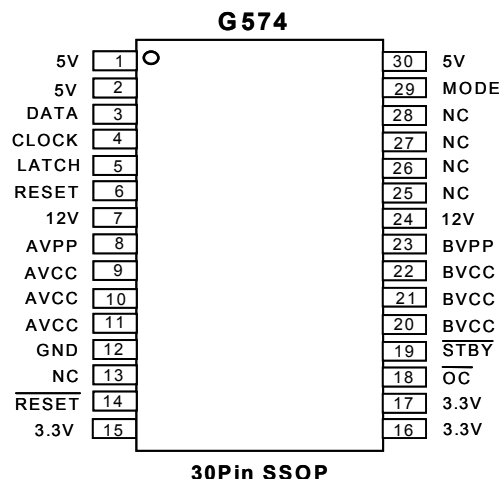 G574
5V 1 30 5V
5V 2 29 MODE
DATA 3 28 NC
CLOCK 4 27 NC
LATCH 5 26 NC
RESET 6 25 NC
12V 7 24 12V
AVPP 8 23 BVPP
AVCC 9 22 BVCC
AVCC 10 21 BVCC
AVCC 11 20 BVCC
GND 12 19 STBY
NC 13 18 OC
RESET 14 17 3.3V
3.3V 15 16 3.3V
30Pin SSOP